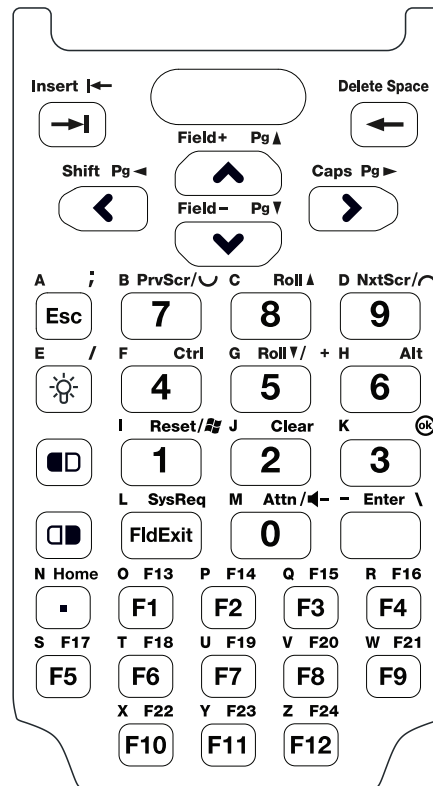 Insert Delete Space
Field+ Pg▲
Shift Pg◄ Caps Pg►
Field– Pg▼
A ; B PrvScr/ C Roll▲ D NxtScr/
Esc 7 8 9
E / F Ctrl G Roll▼/ + H Alt
4 5 6
I Reset/ J Clear K ok
1 2 3
L SysReq M Attn/ – – Enter \
FldExit 0
N Home O F13 P F14 Q F15 R F16
. F1 F2 F3 F4
S F17 T F18 U F19 V F20 W F21
F5 F6 F7 F8 F9
X F22 Y F23 Z F24
F10 F11 F12